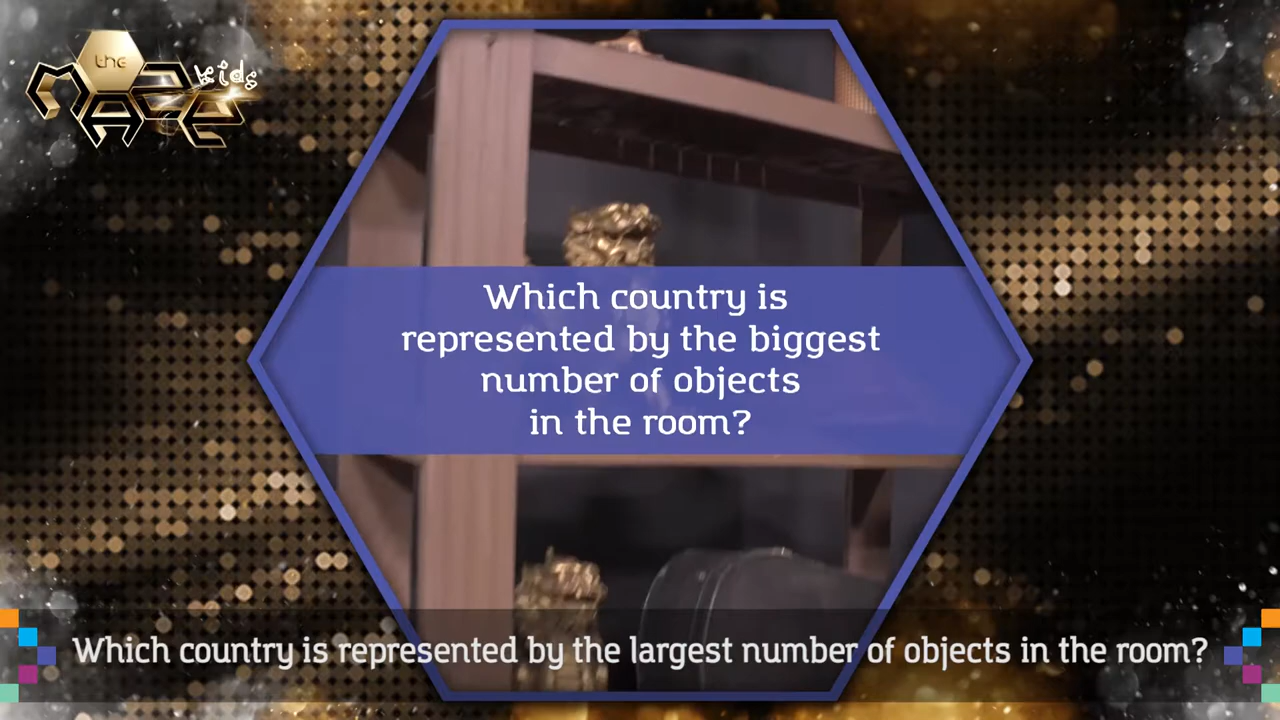 the
MAZE
kids
Which country is
represented by the biggest
number of objects
in the room?
Which country is represented by the largest number of objects in the room?